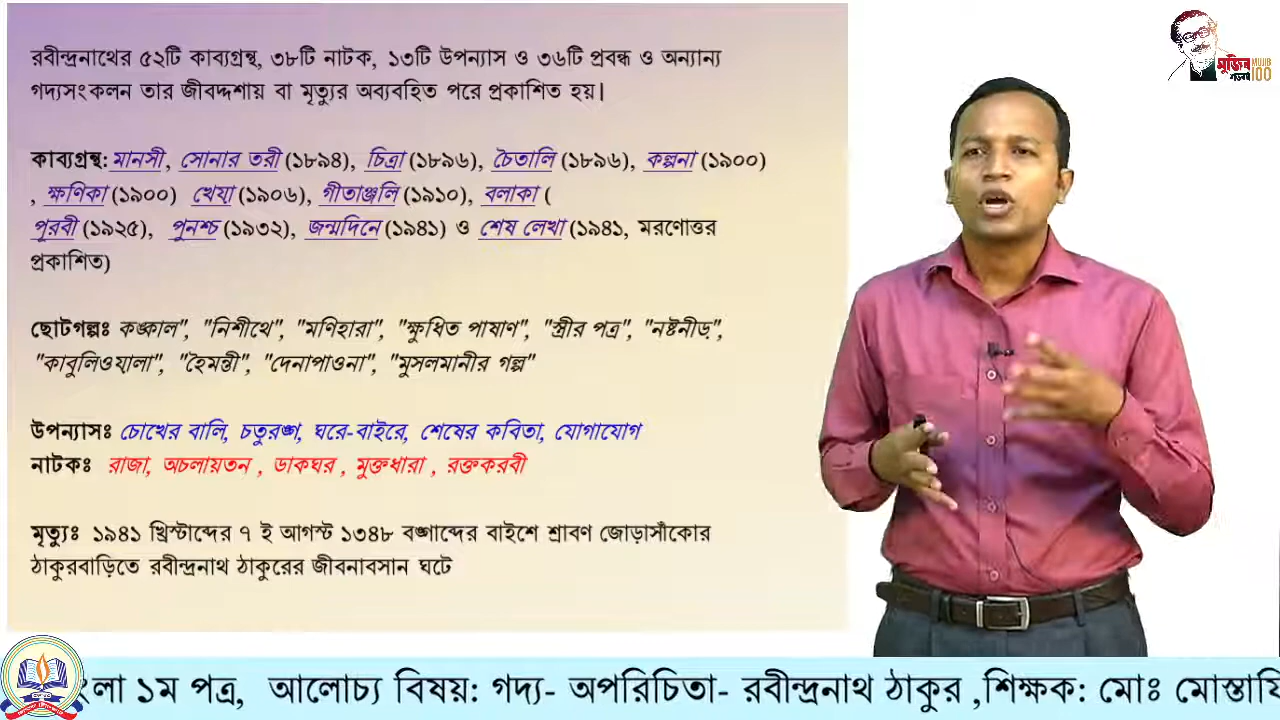 রবীন্দ্রনাথের ৫২টি কাব্যগ্রন্থ, ৩৮টি নাটক, ১৩টি উপন্যাস ও ৩৬টি প্রবন্ধ ও অন্যান্য
গদ্যসংকলন তার জীবদ্দশায় বা মৃত্যুর অব্যবহিত পরে প্রকাশিত হয়।
কাব্যগ্রন্থ: মানসী, সোনার তরী (১৮৯৪), চিত্রা (১৮৯৬), চৈতালি (১৮৯৬), কল্পনা (১৯০০)
, ক্ষণিকা (১৯০০) খেয়া (১৯০৬), গীতাঞ্জলি (১৯১০), বলাকা (
পূরবী (১৯২৫), পুনশ্চ (১৯৩২), জন্মদিনে (১৯৪১) ও শেষ লেখা (১৯৪১, মরণোত্তর
প্রকাশিত)
ছোটগল্পঃ কঙ্কাল", "নিশীথে", "মণিহারা", "ক্ষুধিত পাষাণ", "স্ত্রীর পত্র", "নষ্টনীড়",
"কাবুলিওয়ালা", "হৈমন্তী", "দেনাপাওনা", "মুসলমানীর গল্প"
উপন্যাসঃ চোখের বালি, চতুরঙ্গ, ঘরে-বাইরে, শেষের কবিতা, যোগাযোগ
নাটকঃ রাজা, অচলায়তন , ডাকঘর , মুক্তধারা , রক্তকরবী
মৃত্যুঃ ১৯৪১ খ্রিস্টাব্দের ৭ ই আগস্ট ১৩৪৮ বঙ্গাব্দের বাইশে শ্রাবণ জোড়াসাঁকোর
ঠাকুরবাড়িতে রবীন্দ্রনাথ ঠাকুরের জীবনাবসান ঘটে
মুজিব MUJIB
শতবর্ষ 100
১ম পত্র, আলোচ্য বিষয়: গদ্য- অপরিচিতা- রবীন্দ্রনাথ ঠাকুর ,শিক্ষক: মোঃ